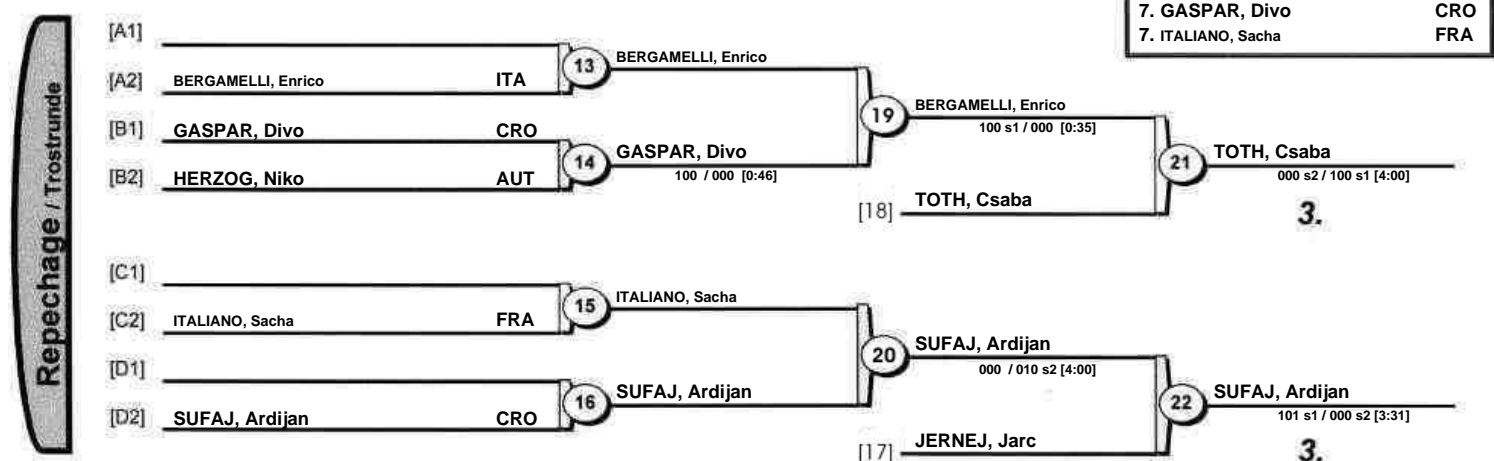 7. GASPAR, Divo CRO
7. ITALIANO, Sacha FRA
Repechage / Trostrunde
[A1]
[A2] BERGAMELLI, Enrico ITA
13 BERGAMELLI, Enrico
[B1] GASPAR, Divo CRO
[B2] HERZOG, Niko AUT
14 GASPAR, Divo
100 / 000 [0:46]
19 BERGAMELLI, Enrico
100 s1 / 000 [0:35]
[18] TOTH, Csaba
21 TOTH, Csaba
000 s2 / 100 s1 [4:00]
3.
[C1]
[C2] ITALIANO, Sacha FRA
15 ITALIANO, Sacha
[D1]
[D2] SUFAJ, Ardijan CRO
16 SUFAJ, Ardijan
20 SUFAJ, Ardijan
000 / 010 s2 [4:00]
[17] JERNEJ, Jarc
22 SUFAJ, Ardijan
101 s1 / 000 s2 [3:31]
3.